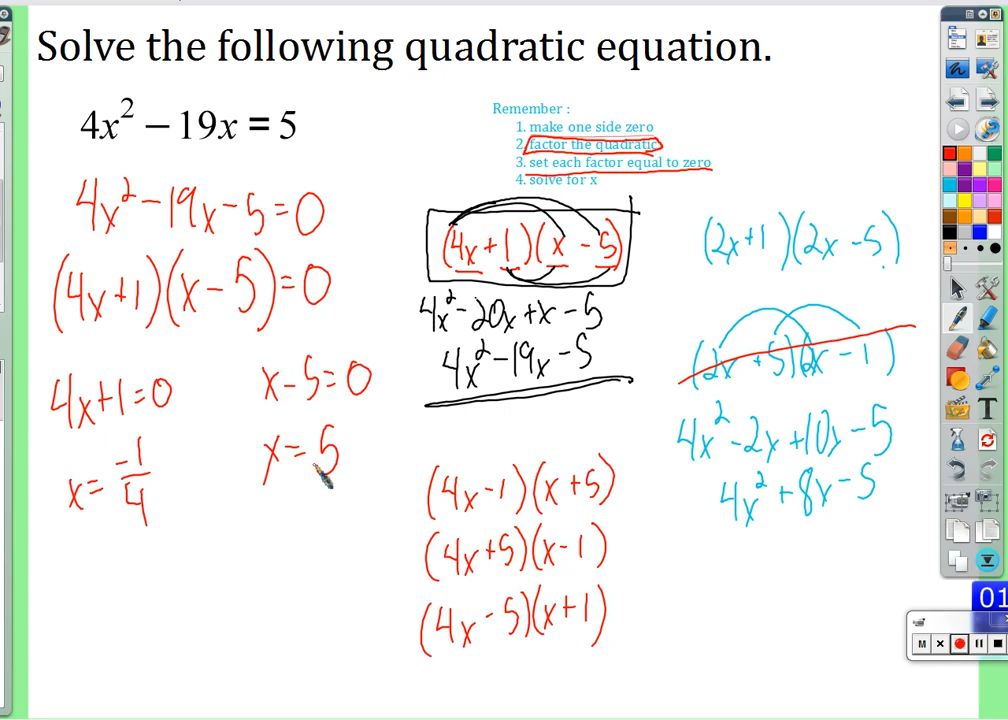 Solve the following quadratic equation.
4x² − 19x = 5
Remember :
1. make one side zero
2. factor the quadratic
3. set each factor equal to zero
4. solve for x
4x² − 19x − 5 = 0
(4x+1)(x−5) = 0
4x+1=0
x = -1/4
x−5=0
x=5
(4x+1)(x−5)
4x² − 20x + x − 5
4x² − 19x − 5
(4x−1)(x+5)
(4x+5)(x−1)
(4x−5)(x+1)
(2x+1)(2x−5)
(2x+5)(2x−1)
4x² − 2x + 10x − 5
4x² + 8x − 5
01
M